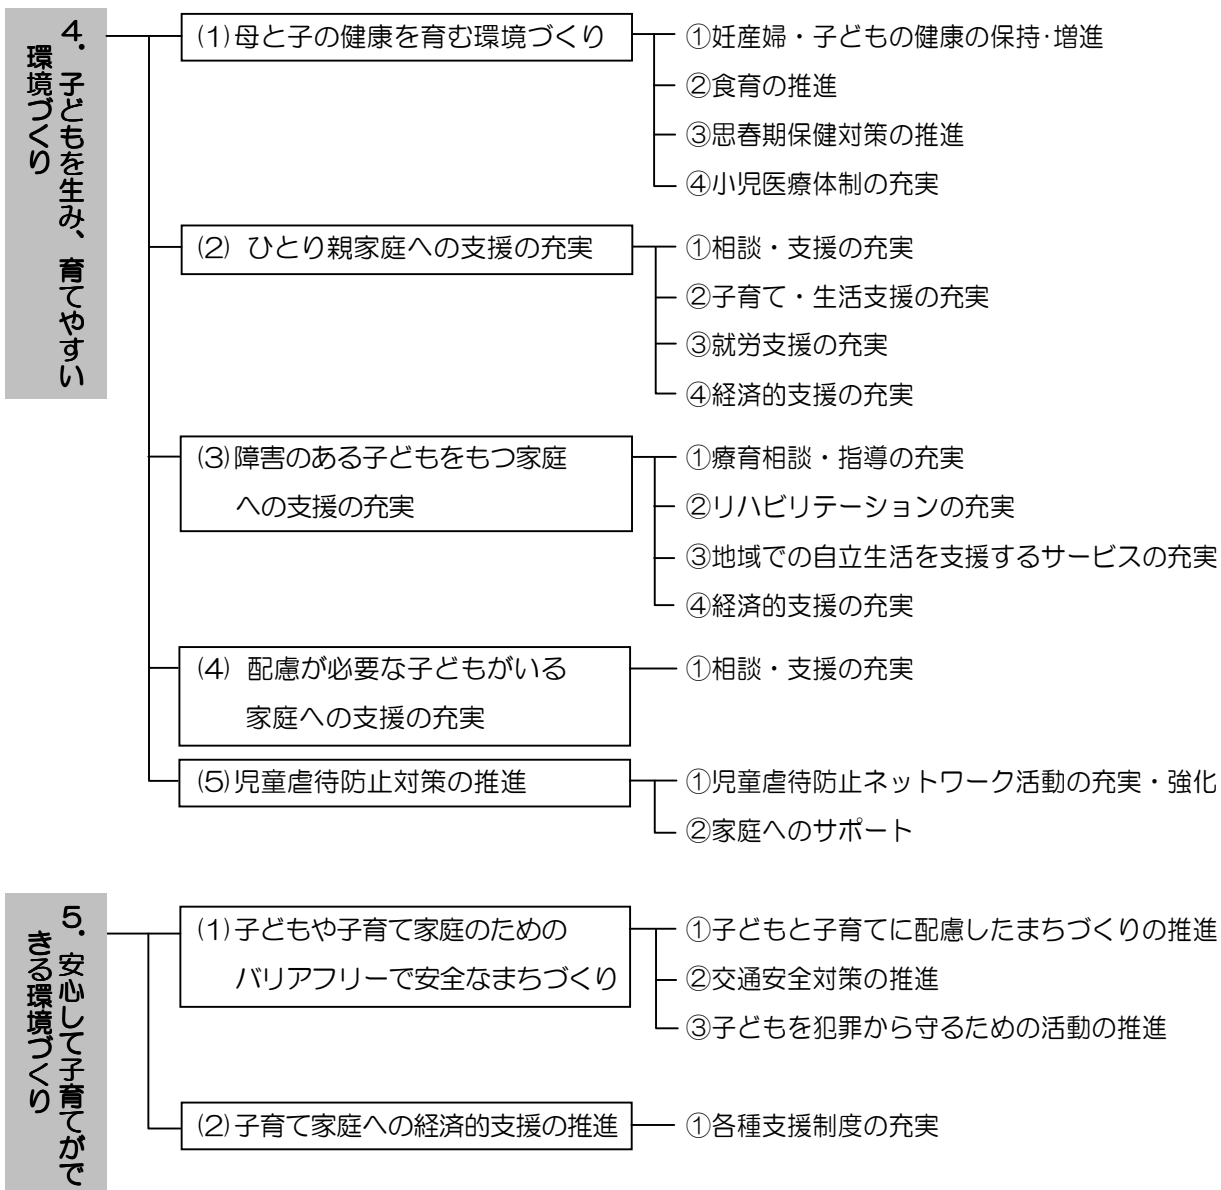 4．子どもを生み、育てやすい
環境づくり
(1)母と子の健康を育む環境づくり
①妊産婦・子どもの健康の保持･増進
②食育の推進
③思春期保健対策の推進
④小児医療体制の充実
(2) ひとり親家庭への支援の充実
①相談・支援の充実
②子育て・生活支援の充実
③就労支援の充実
④経済的支援の充実
(3)障害のある子どもをもつ家庭
への支援の充実
①療育相談・指導の充実
②リハビリテーションの充実
③地域での自立生活を支援するサービスの充実
④経済的支援の充実
(4) 配慮が必要な子どもがいる
家庭への支援の充実
①相談・支援の充実
(5)児童虐待防止対策の推進
①児童虐待防止ネットワーク活動の充実・強化
②家庭へのサポート
5．安心して子育てがで
きる環境づくり
(1)子どもや子育て家庭のための
バリアフリーで安全なまちづくり
①子どもと子育てに配慮したまちづくりの推進
②交通安全対策の推進
③子どもを犯罪から守るための活動の推進
(2)子育て家庭への経済的支援の推進
①各種支援制度の充実